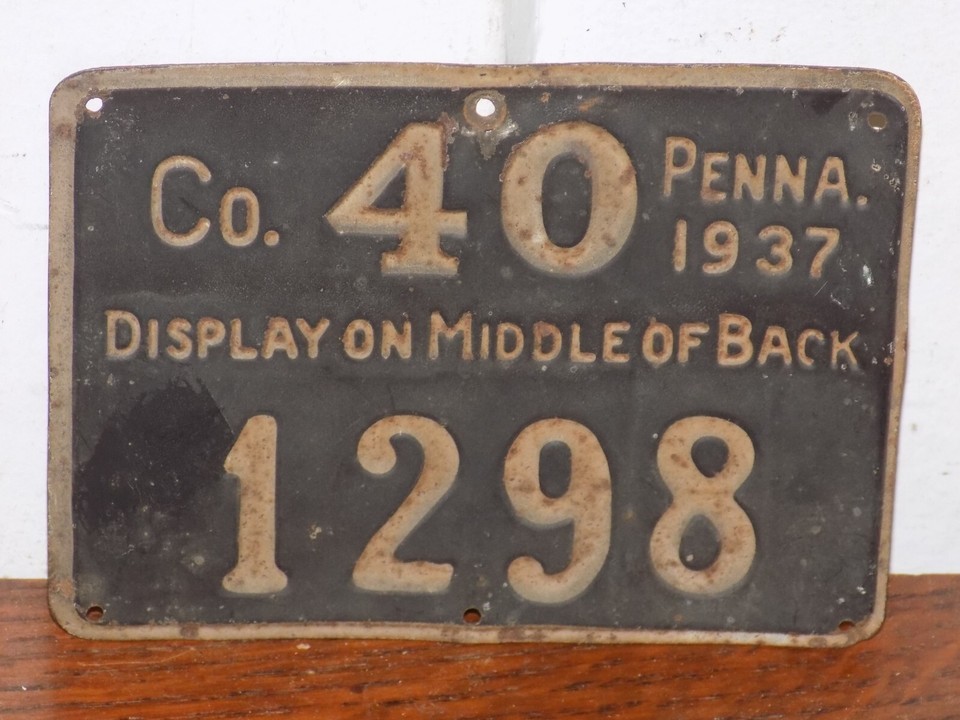 Co. 40 PENNA.
1937
DISPLAY ON MIDDLE OF BACK
1298